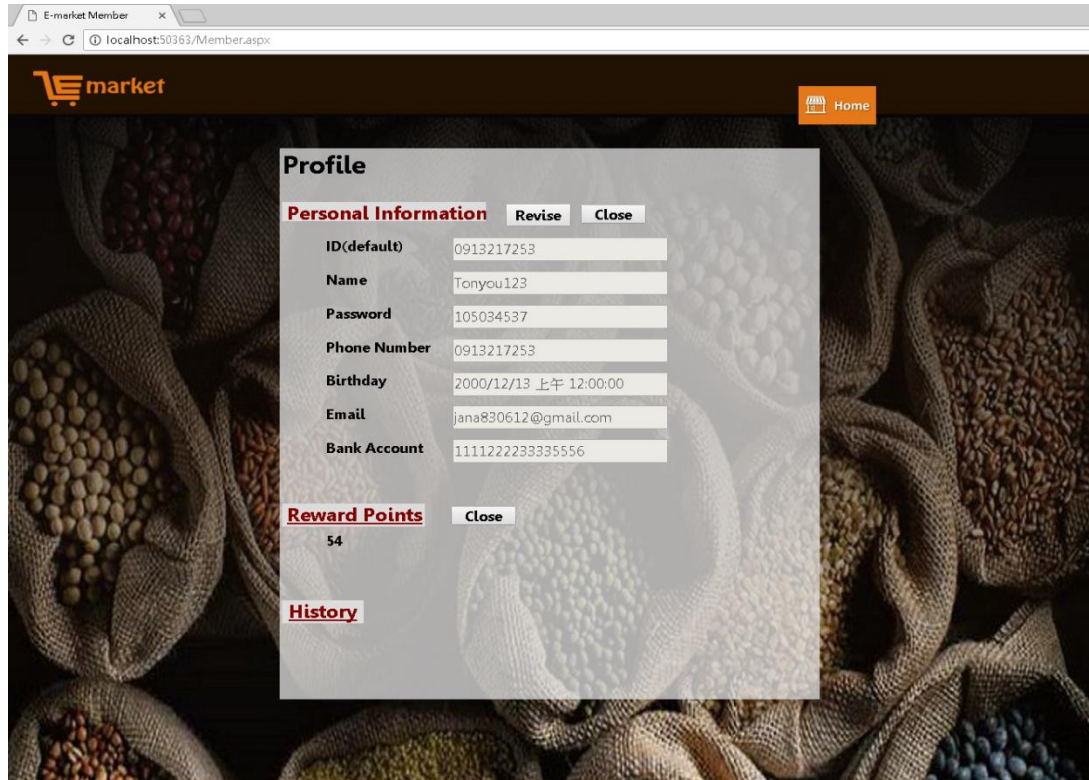 E-market Member
localhost:50363/Member.aspx
market
Home
Profile
Personal Information Revise Close
ID(default) 0913217253
Name Tonyou123
Password 105034537
Phone Number 0913217253
Birthday 2000/12/13 上午 12:00:00
Email jana830612@gmail.com
Bank Account 1111222233335556
Reward Points Close
54
History